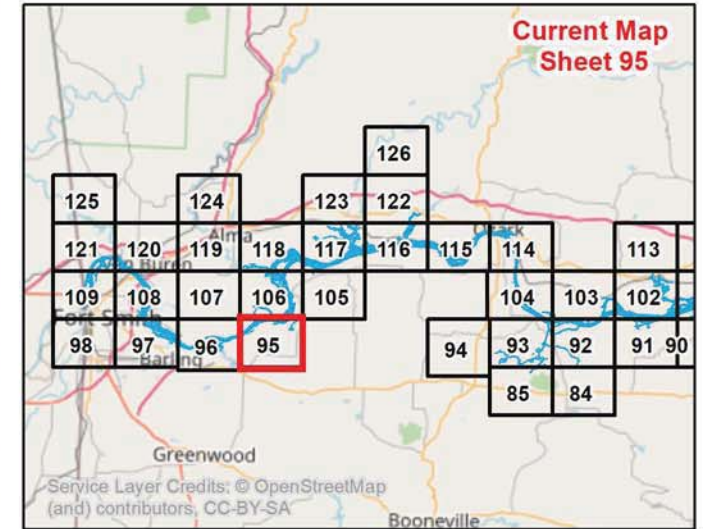 Current Map
Sheet 95
126
125 124 123 122
121 120 119 Alma 118 117 116 115 Ozark 114 113
Van Buren
109 108 107 106 105 104 103 102
Fort Smith
98 97 96 95 94 93 92 91 90
Barling
85 84
Greenwood
Service Layer Credits: © OpenStreetMap
(and) contributors, CC-BY-SA
Booneville